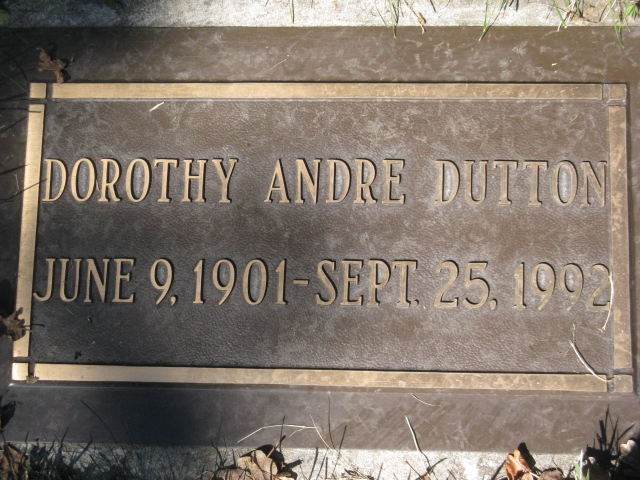 DOROTHY ANDRE DUTTON
JUNE 9, 1901-SEPT. 25, 1992